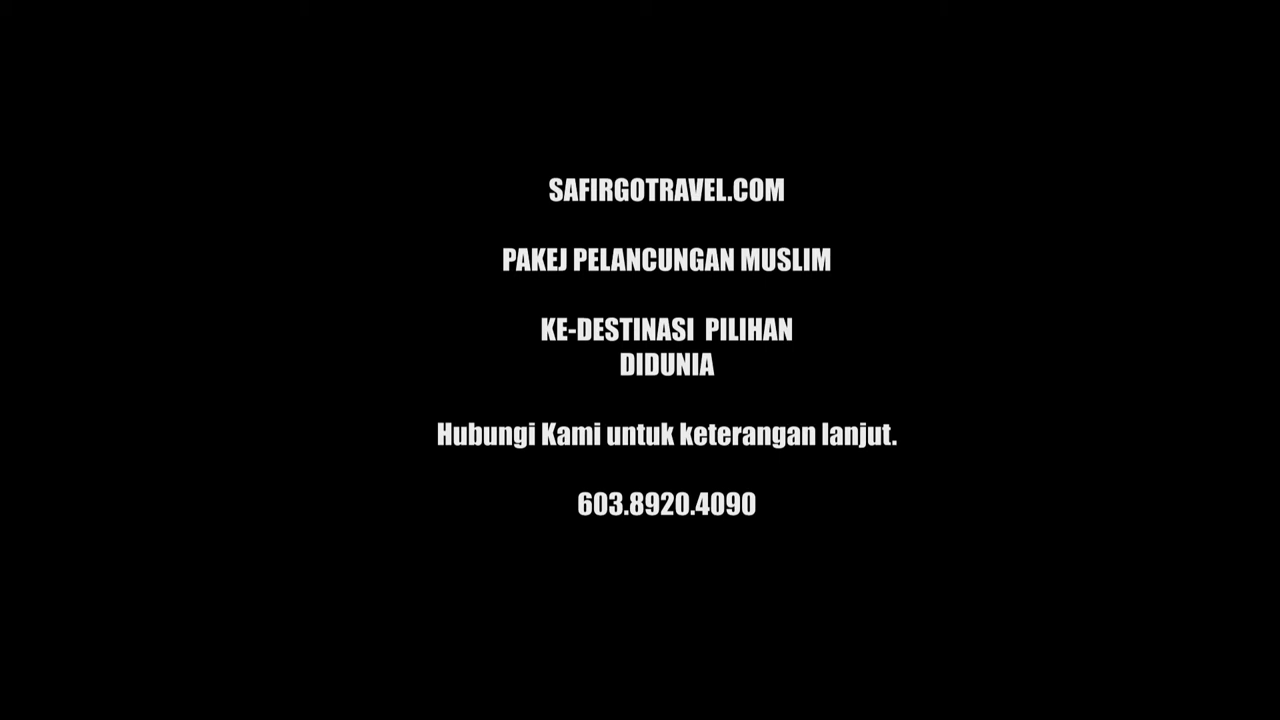 SAFIRGOTRAVEL.COM
PAKEJ PELANCUNGAN MUSLIM
KE-DESTINASI PILIHAN
DIDUNIA
Hubungi Kami untuk keterangan lanjut.
603.8920.4090